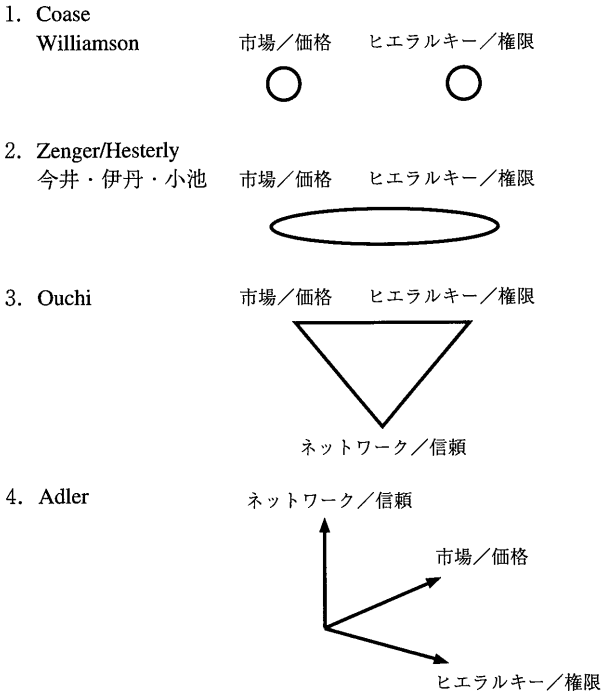 1. Coase
Williamson
市場／価格 ヒエラルキー／権限
2. Zenger/Hesterly
今井・伊丹・小池 市場／価格 ヒエラルキー／権限
3. Ouchi 市場／価格 ヒエラルキー／権限
ネットワーク／信頼
4. Adler ネットワーク／信頼
市場／価格
ヒエラルキー／権限